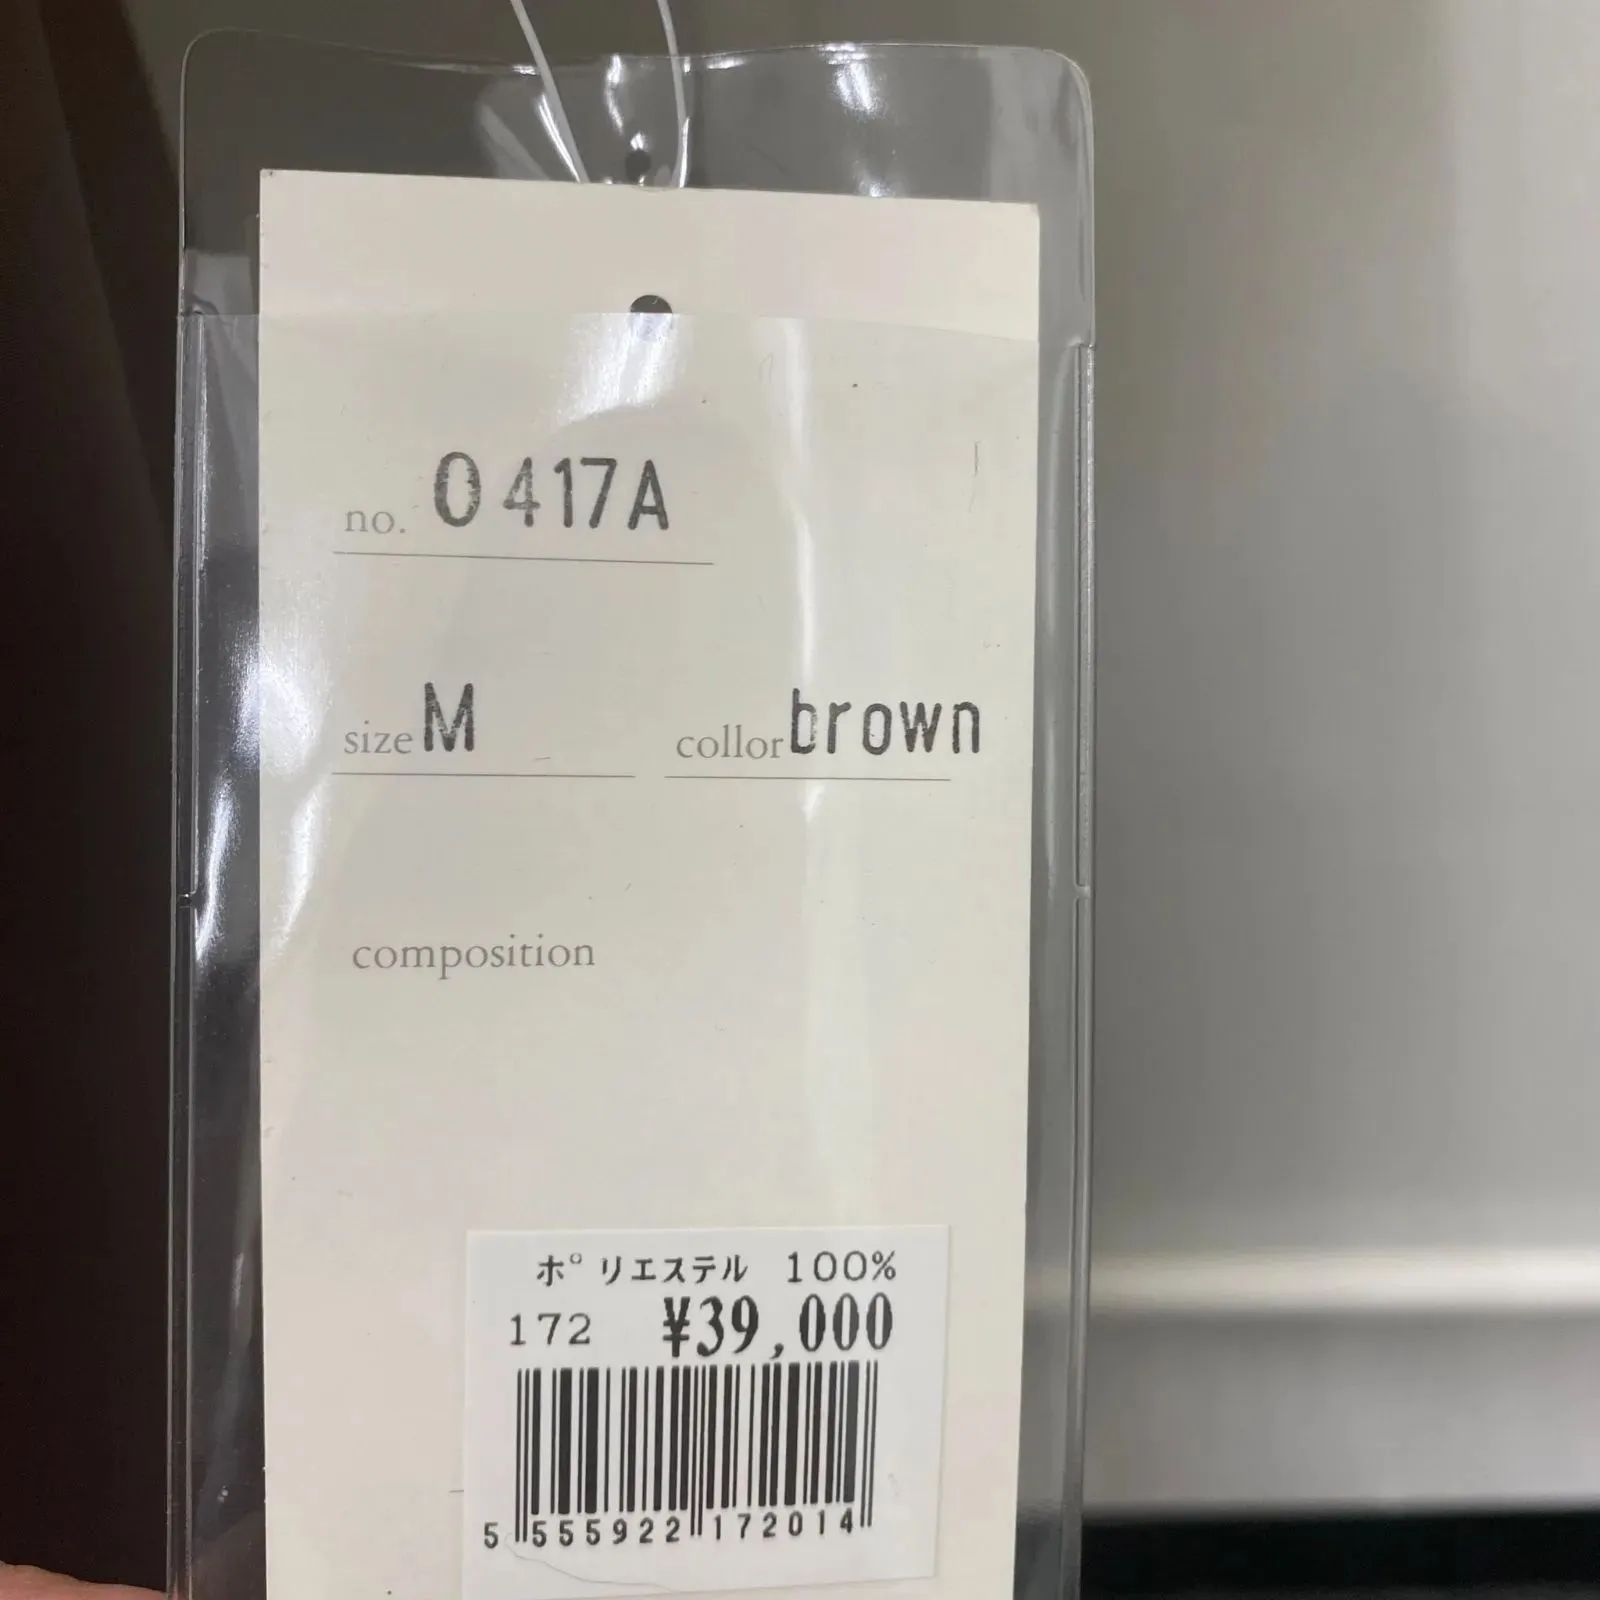 no. 0417A
size M collor brown
composition
ポリエステル 100%
172 ¥39,000
5 555922 172014